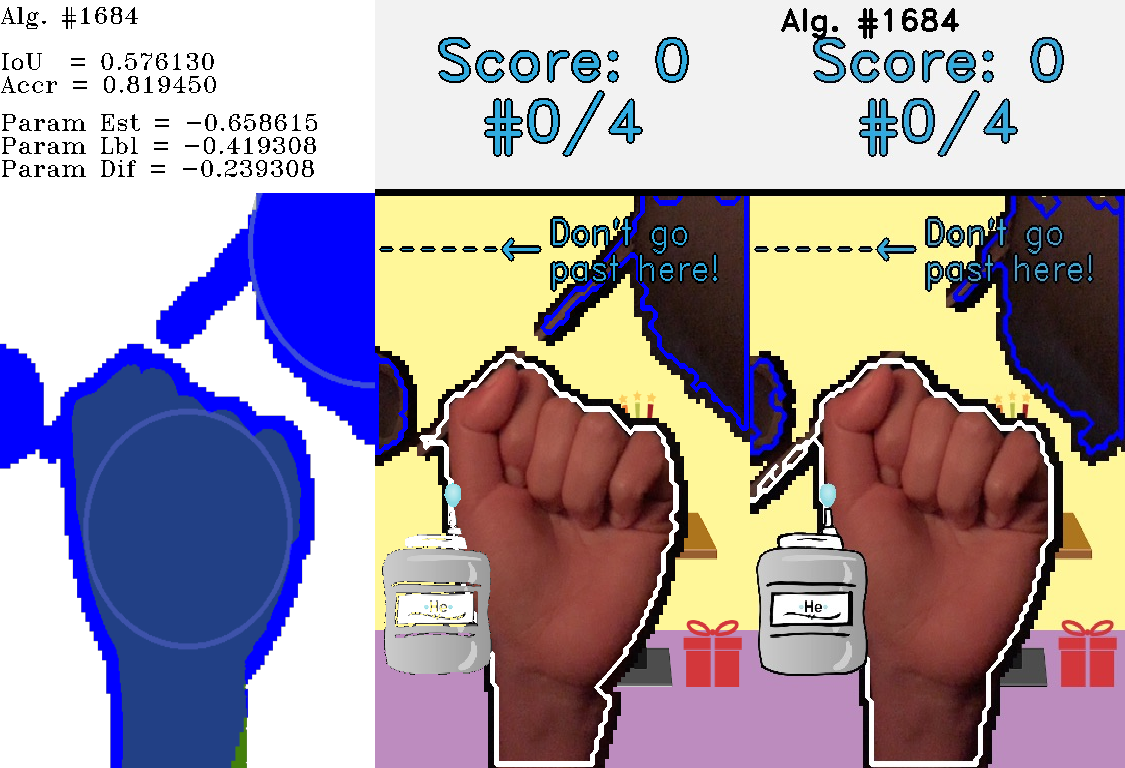 Alg. #1684
IoU = 0.576130
Accr = 0.819450
Param Est = −0.658615
Param Lbl = −0.419308
Param Dif = −0.239308
Score: 0
#0/4
← Don't go
past here!
He
Alg. #1684
Score: 0
#0/4
← Don't go
past here!
He